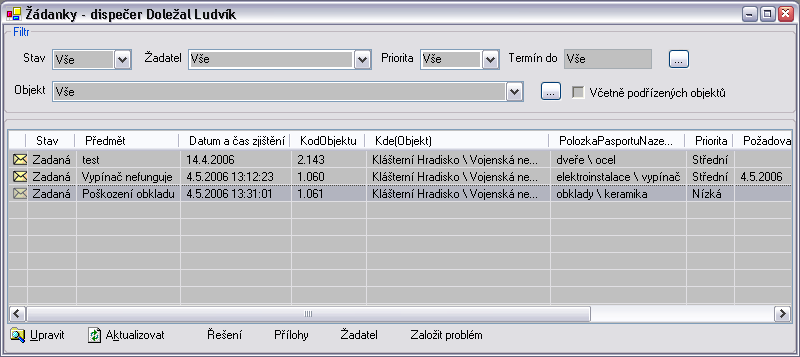 Žádanky - dispečer Doležal Ludvík
Filtr
Stav Vše Žadatel Vše Priorita Vše Termín do Vše ...
Objekt Vše ... Včetně podřízených objektů
Stav Předmět Datum a čas zjištění KodObjektu Kde(Objekt) PolozkaPasportuNaze... Priorita Požadova
Zadaná test 14.4.2006 2.143 Klášterní Hradisko \ Vojenská ne... dveře \ ocel Střední
Zadaná Vypínač nefunguje 4.5.2006 13:12:23 1.060 Klášterní Hradisko \ Vojenská ne... elektroinstalace \ vypínač Střední 4.5.2006
Zadaná Poškození obkladu 4.5.2006 13:31:01 1.061 Klášterní Hradisko \ Vojenská ne... obklady \ keramika Nízká
Upravit Aktualizovat Řešení Přílohy Žadatel Založit problém